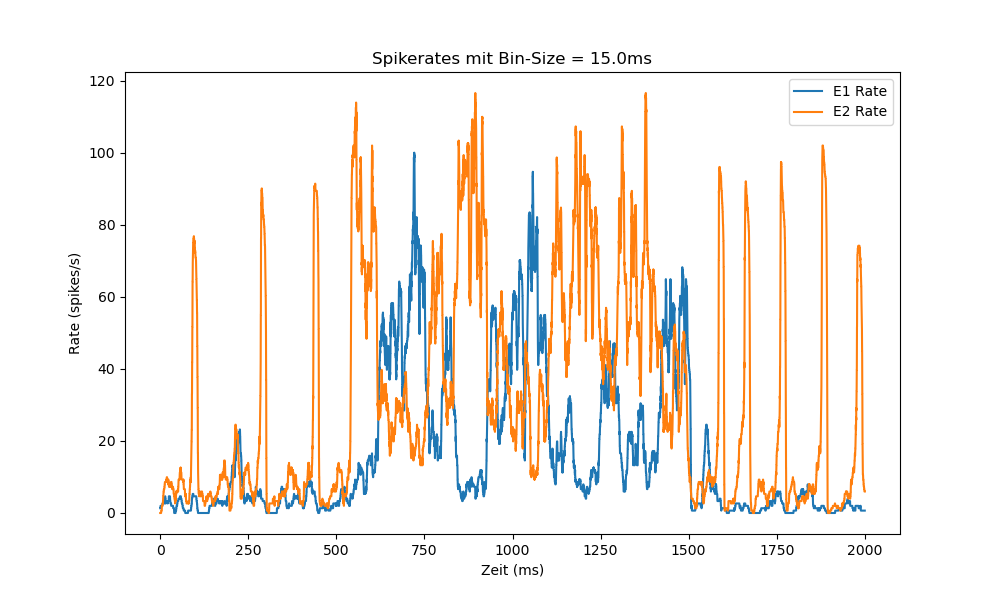 Spikerates mit Bin-Size = 15.0ms
E1 Rate
E2 Rate
120
100
80
60
40
20
0
Rate (spikes/s)
0 250 500 750 1000 1250 1500 1750 2000
Zeit (ms)